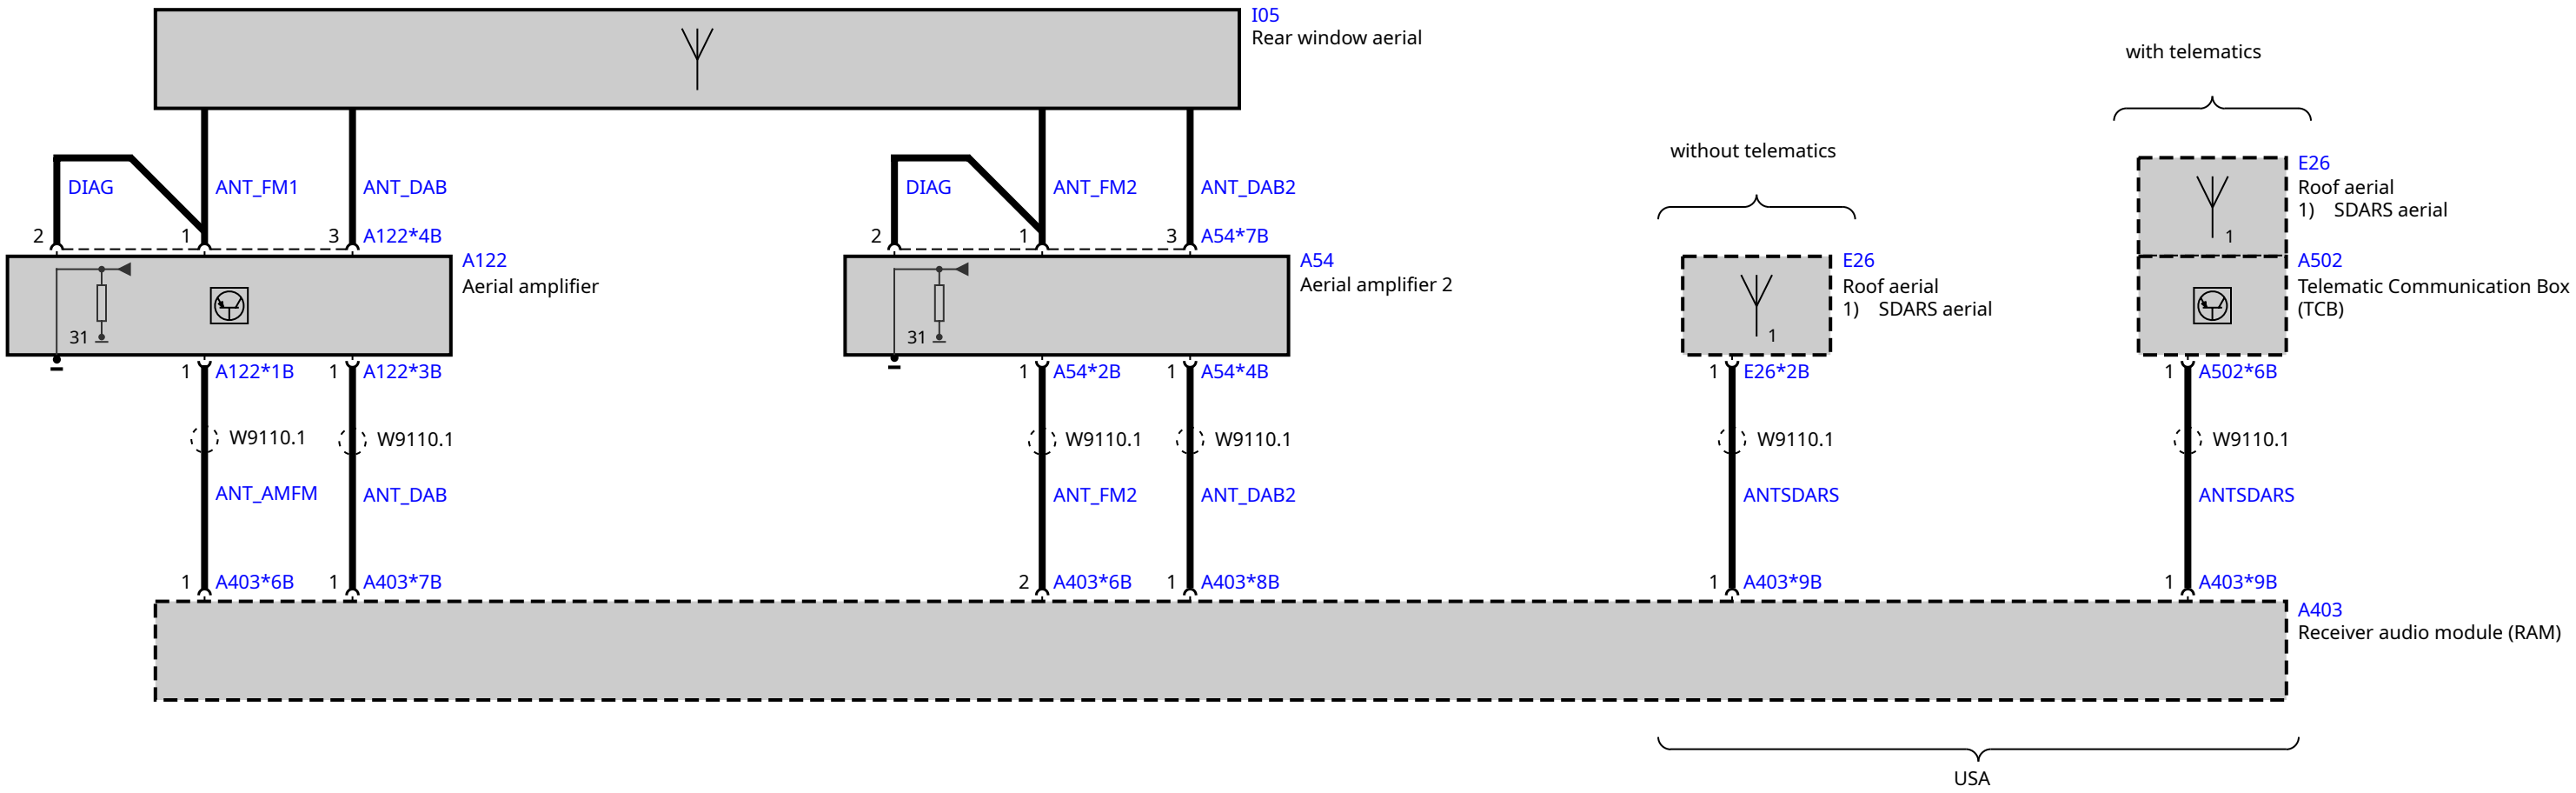 I05
Rear window aerial
with telematics
without telematics
E26
Roof aerial
1) SDARS aerial
1
DIAG
ANT_FM1
ANT_DAB
DIAG
ANT_FM2
ANT_DAB2
2
1
3
A122*4B
2
1
3
A54*7B
A122
Aerial amplifier
31
A54
Aerial amplifier 2
31
E26
Roof aerial
1) SDARS aerial
1
A502
Telematic Communication Box
(TCB)
1
A122*1B
1
A122*3B
1
A54*2B
1
A54*4B
1
E26*2B
1
A502*6B
W9110.1
W9110.1
W9110.1
W9110.1
W9110.1
W9110.1
ANT_AMFM
ANT_DAB
ANT_FM2
ANT_DAB2
ANTSDARS
ANTSDARS
1
A403*6B
1
A403*7B
2
A403*6B
1
A403*8B
1
A403*9B
1
A403*9B
A403
Receiver audio module (RAM)
USA